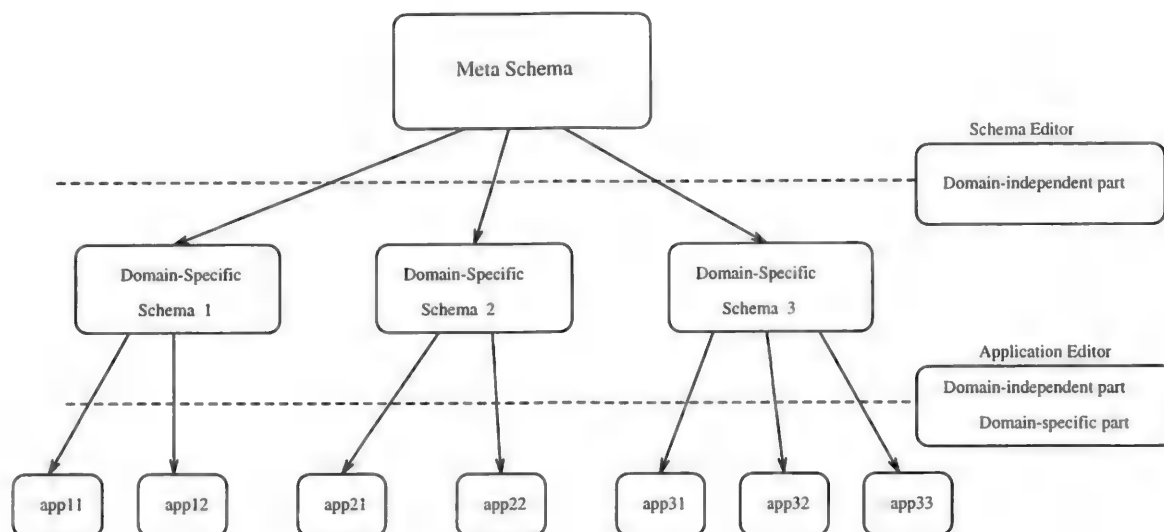 Meta Schema
Schema Editor
Domain-independent part
Domain-Specific
Schema 1
Domain-Specific
Schema 2
Domain-Specific
Schema 3
Application Editor
Domain-independent part
Domain-specific part
app11
app12
app21
app22
app31
app32
app33